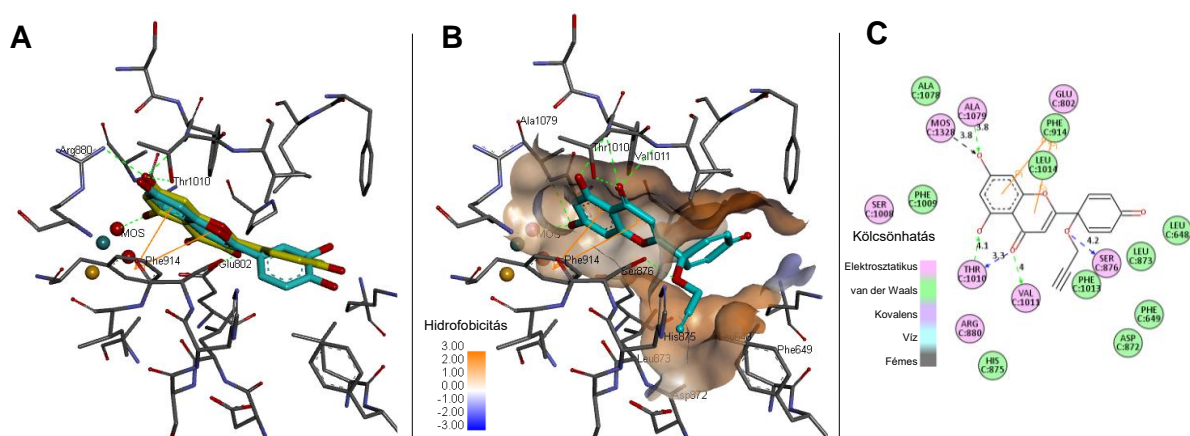 A
Arg880
Thr1010
MOS
Phe914
Glu802
B
Ala1079
Thr1010
Val1011
MOS
Phe914
Ser876
His875
Leu873
Phe649
Asp872
Hidrofobicitás
3.00
2.00
1.00
0.00
-1.00
-2.00
-3.00
C
ALA
C:1078
ALA
C:1079
GLU
C:802
MOS
C:1328
PHE
C:914
3.8
3.8
LEU
C:1014
PHE
C:1009
SER
C:1008
O
O
O
O
O
O
4.2
LEU
C:648
Kölcsönhatás
4.1
3.3
4
SER
C:876
LEU
C:873
THR
C:1010
PHE
C:1013
VAL
C:1011
PHE
C:649
ARG
C:880
ASP
C:872
HIS
C:875
Elektrosztatikus
van der Waals
Kovalens
Víz
Fémes